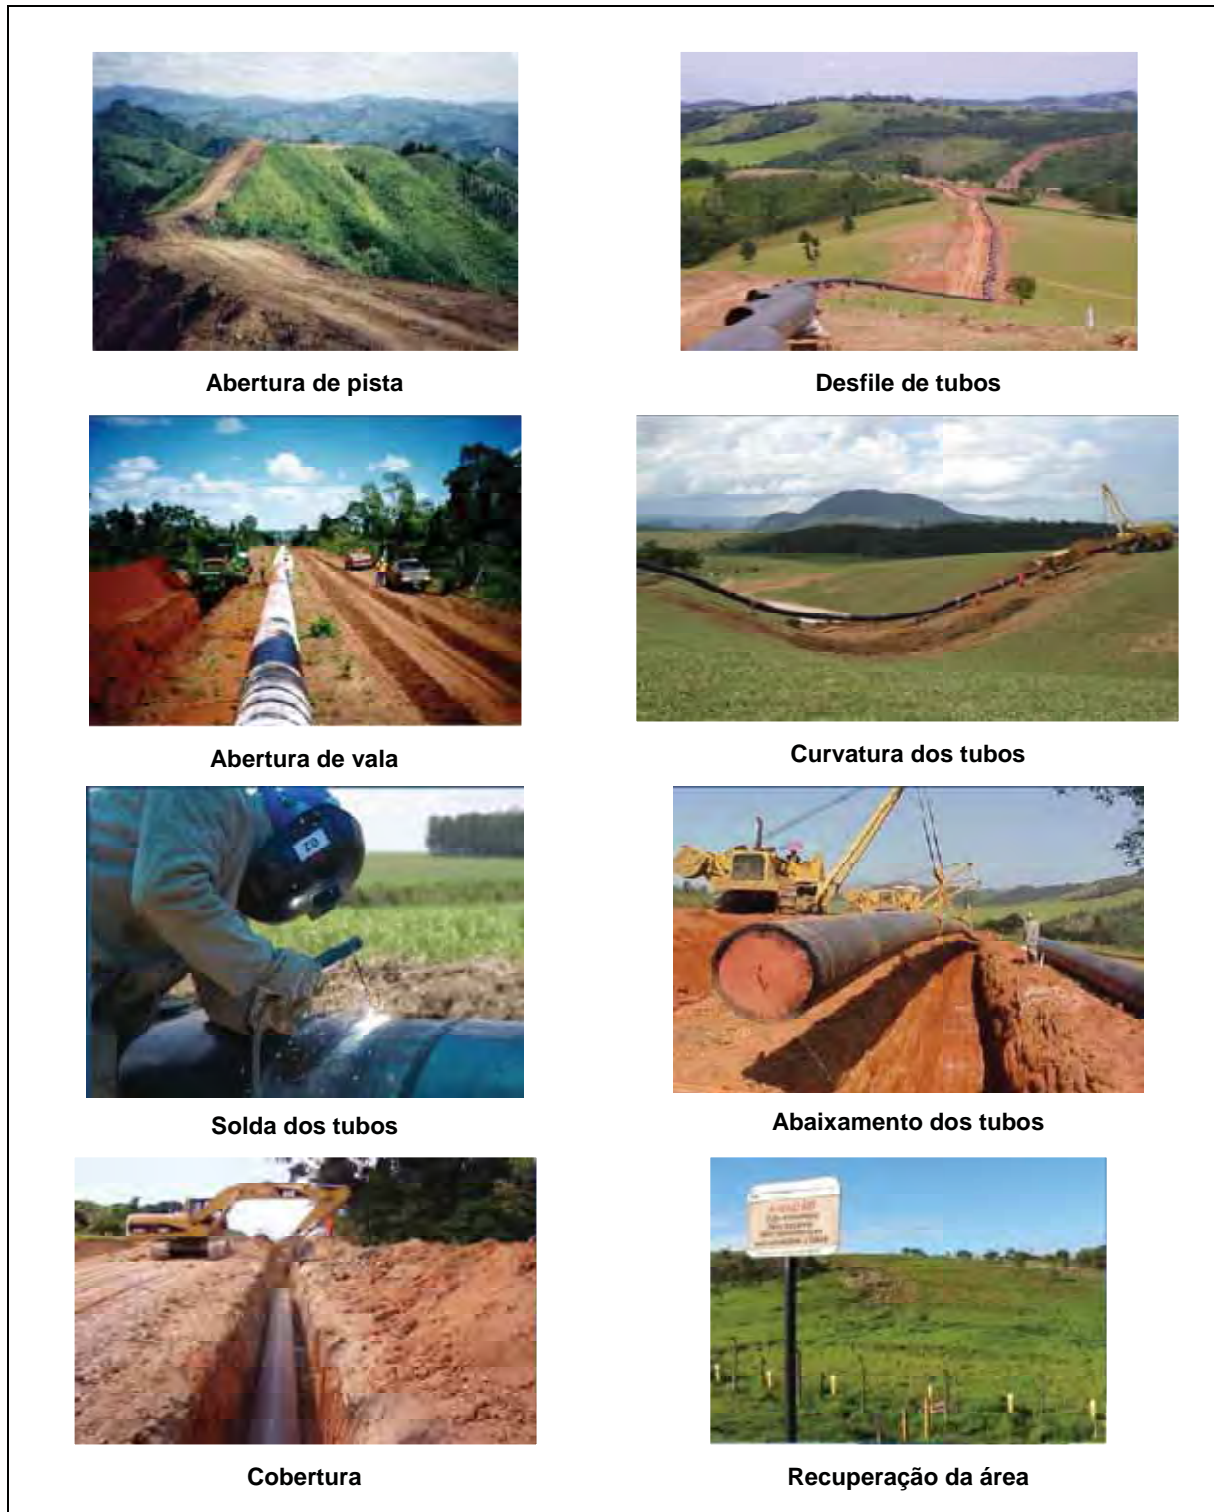 Abertura de pista
Desfile de tubos
Abertura de vala
Curvatura dos tubos
02
Solda dos tubos
Abaixamento dos tubos
Cobertura
Recuperação da área